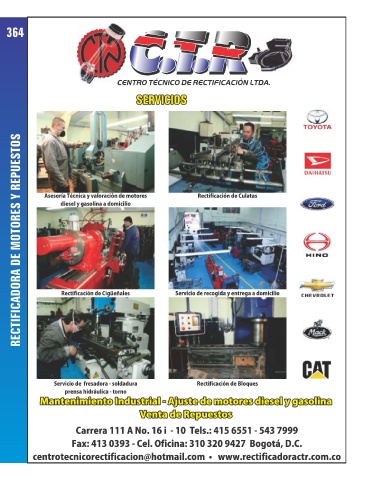 364
RECTIFICADORA DE MOTORES Y REPUESTOS
C.T.R
CENTRO TÉCNICO DE RECTIFICACIÓN LTDA.
SERVICIOS
Asesoría Técnica y valoración de motores
diesel y gasolina a domicilio
Rectificación de Culatas
Rectificación de Cigüeñales
Servicio de recogida y entrega a domicilio
Servicio de fresadora - soldadura
prensa hidráulica - torno
Rectificación de Bloques
TOYOTA
DAIHATSU
Ford
HINO
CHEVROLET
Mack
CAT
Mantenimiento Industrial - Ajuste de motores diesel y gasolina
Venta de Repuestos
Carrera 111 A No. 16 i - 10 Tels.: 415 6551 - 543 7999
Fax: 413 0393 - Cel. Oficina: 310 320 9427 Bogotá, D.C.
centrotecnicorectificacion@hotmail.com • www.rectificadoractr.com.co